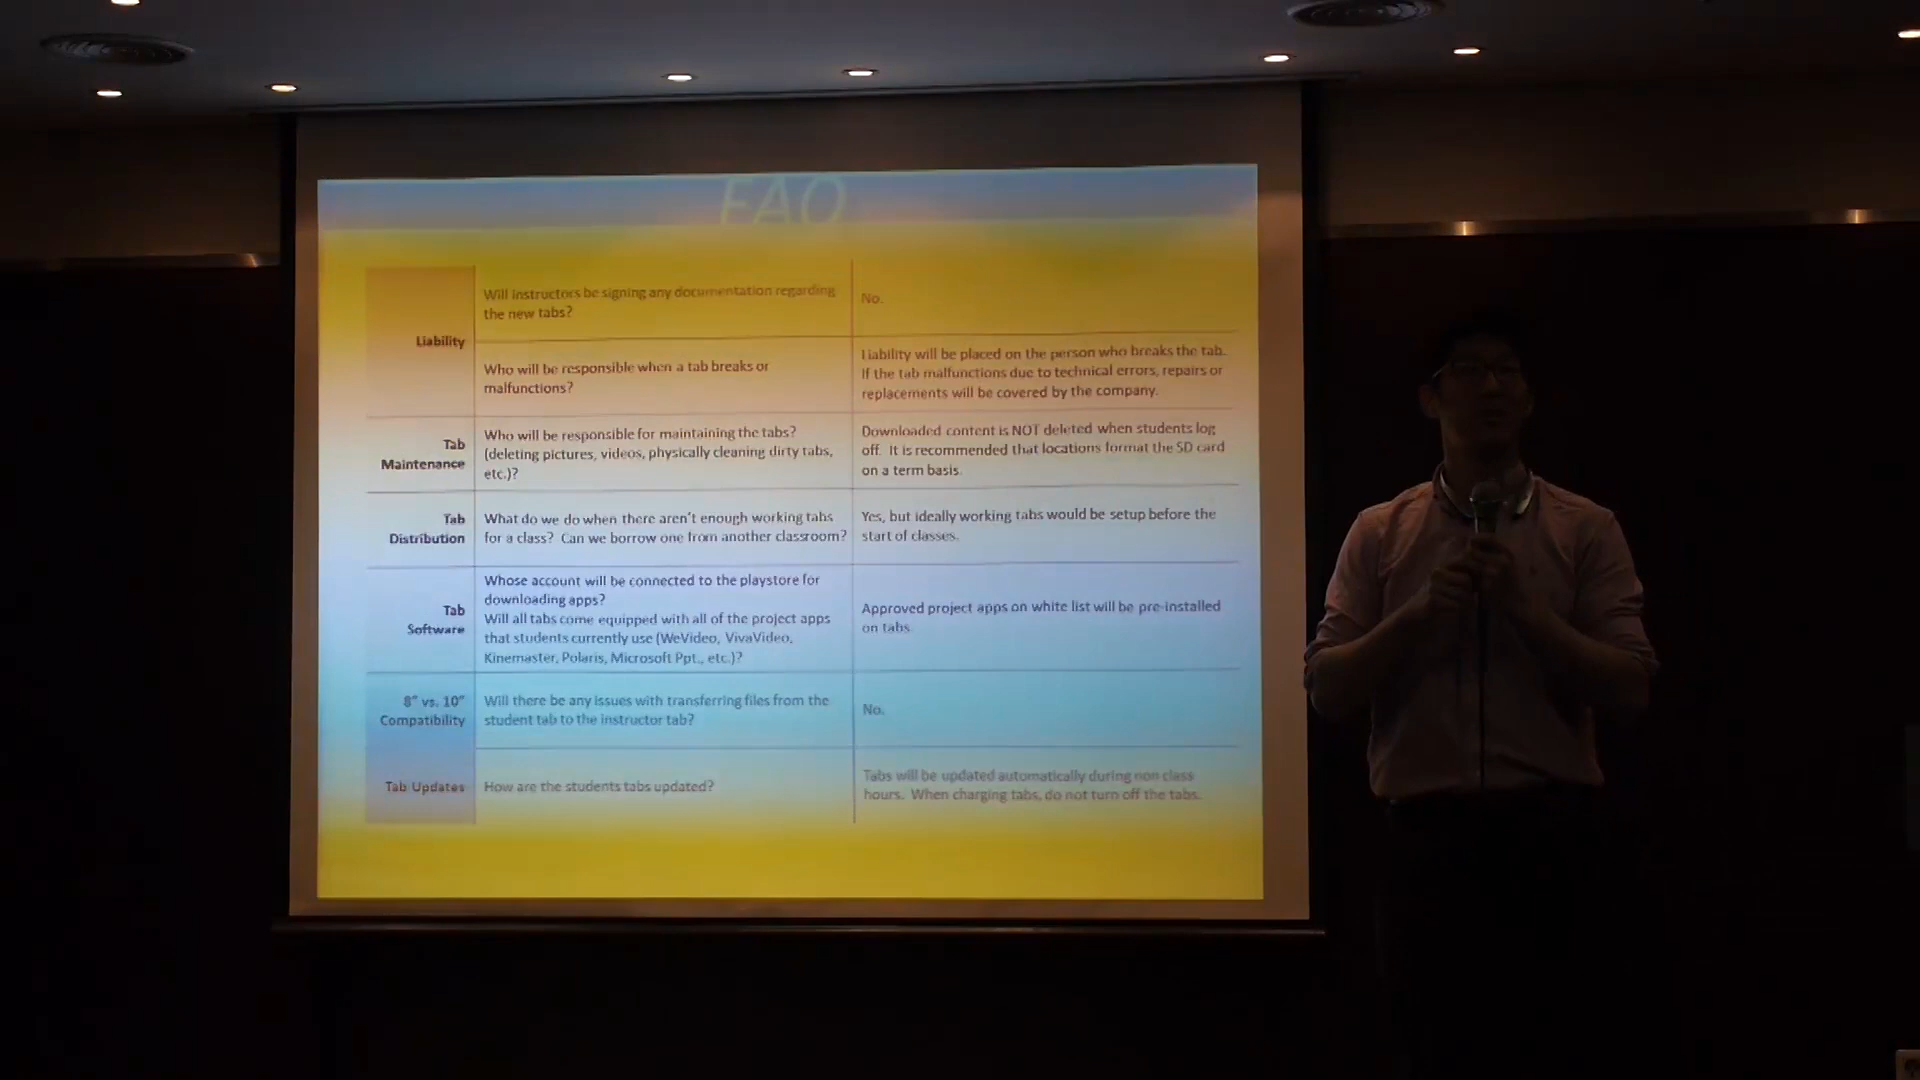 FAQ
Liability
Will instructors be signing any documentation regarding
the new tabs?
No.
Who will be responsible when a tab breaks or
malfunctions?
Liability will be placed on the person who breaks the tab.
If the tab malfunctions due to technical errors, repairs or
replacements will be covered by the company.
Tab
Maintenance
Who will be responsible for maintaining the tabs?
(deleting pictures, videos, physically cleaning dirty tabs,
etc.)?
Downloaded content is NOT deleted when students log
off. It is recommended that locations format the SD card
on a term basis.
Tab
Distribution
What do we do when there aren't enough working tabs
for a class? Can we borrow one from another classroom?
Yes, but ideally working tabs would be setup before the
start of classes.
Tab
Software
Whose account will be connected to the playstore for
downloading apps?
Will all tabs come equipped with all of the project apps
that students currently use (WeVideo, VivaVideo,
Kinemaster, Polaris, Microsoft Ppt., etc.)?
Approved project apps on white list will be pre-installed
on tabs.
8" vs. 10"
Compatibility
Will there be any issues with transferring files from the
student tab to the instructor tab?
No.
Tab Updates
How are the students tabs updated?
Tabs will be updated automatically during non class
hours. When charging tabs, do not turn off the tabs.